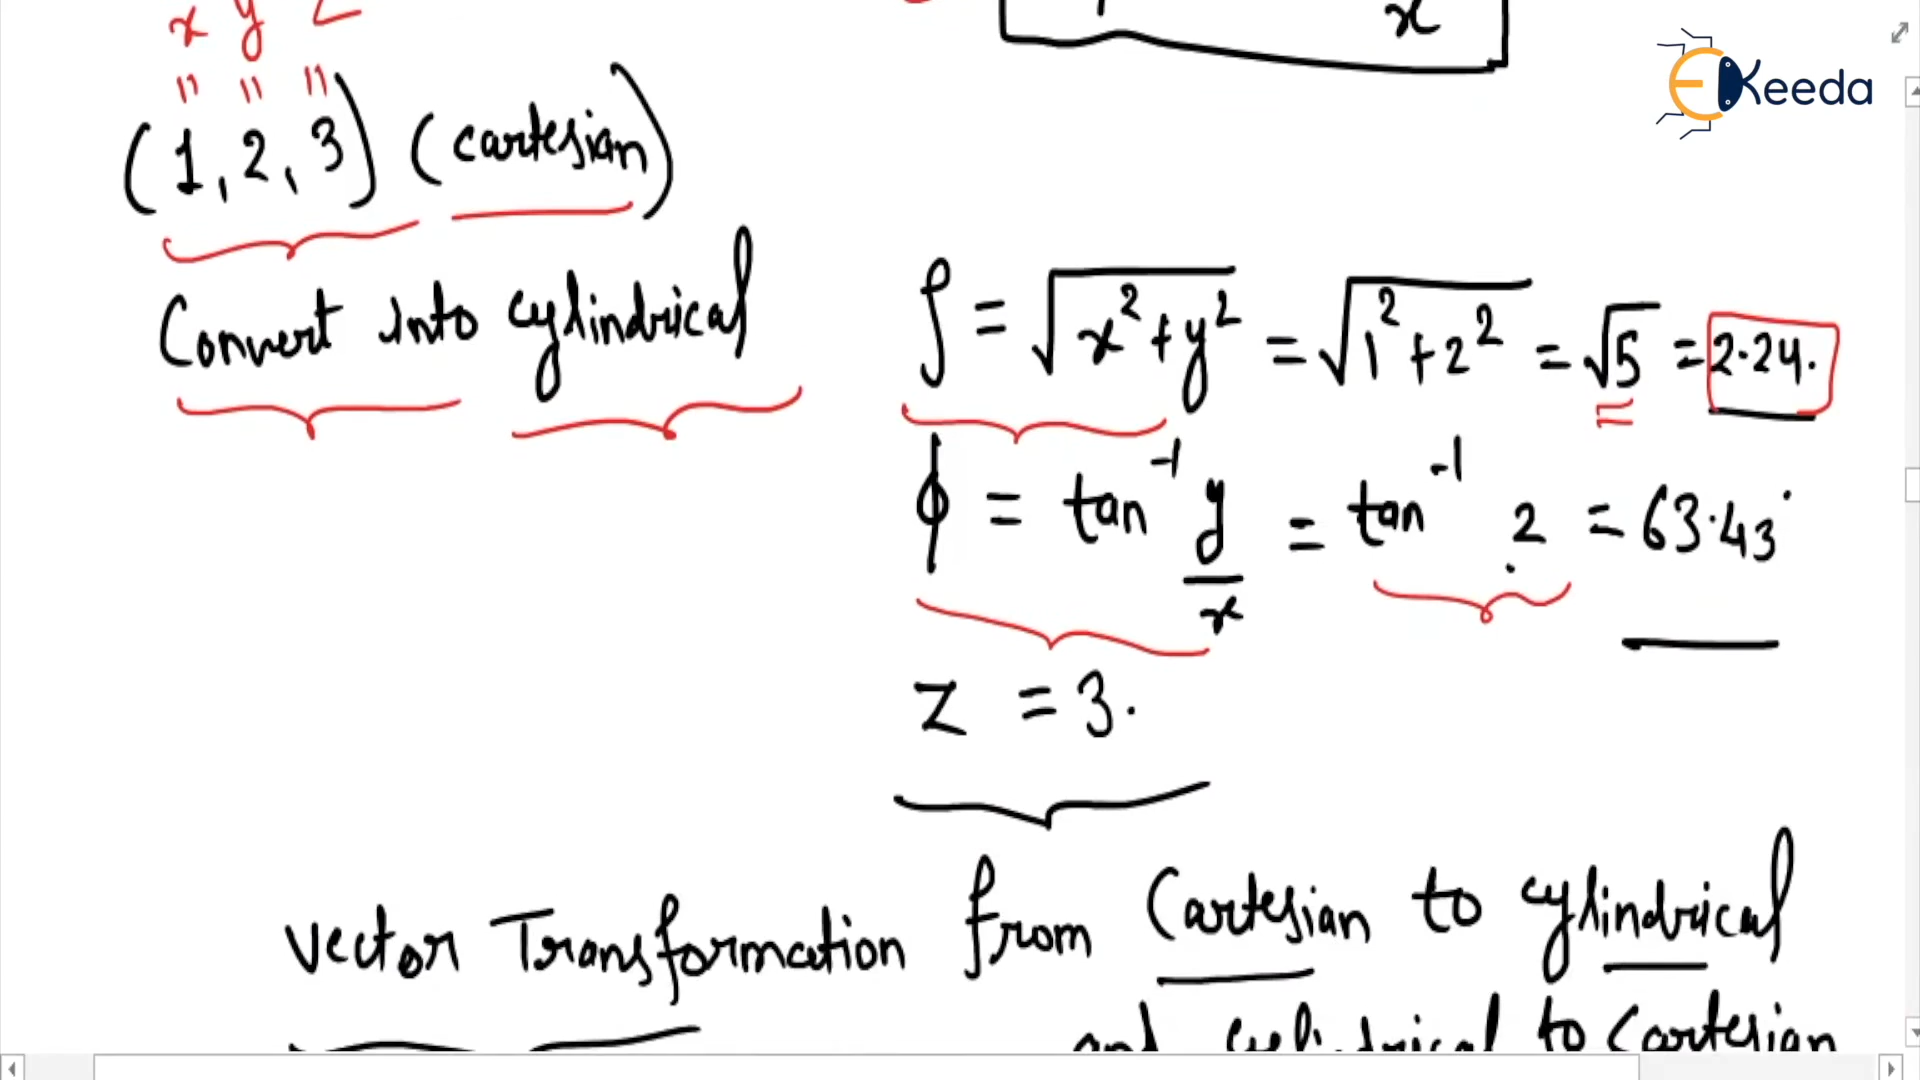 x y z
x
" " "
(1, 2, 3) (cartesian)
EKeeda
Convert into cylindrical
ρ = √x²+y² = √1²+2² = √5 = 2.24.
=
ϕ = tan⁻¹ y/x = tan⁻¹ 2 = 63.43°
z = 3.
Vector Transformation from Cartesian to cylindrical
and cylindrical to Cartesian